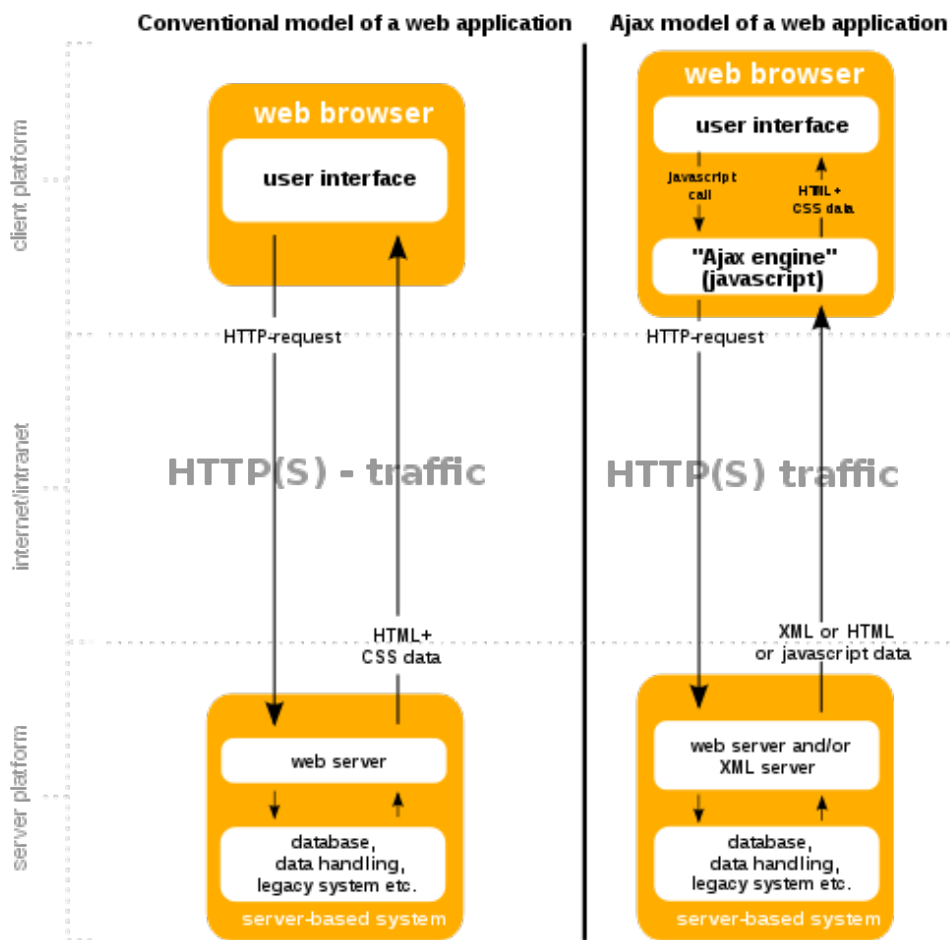 Conventional model of a web application
web browser
user interface
HTTP-request
HTTP(S) - traffic
HTML+
CSS data
web server
database,
data handling,
legacy system etc.
server-based system
Ajax model of a web application
web browser
user interface
javascript
call
HTML+
CSS data
"Ajax engine"
(javascript)
HTTP-request
HTTP(S) traffic
XML or HTML
or javascript data
web server and/or
XML server
database,
data handling,
legacy system etc.
server-based system
client platform
internet/intranet
server platform